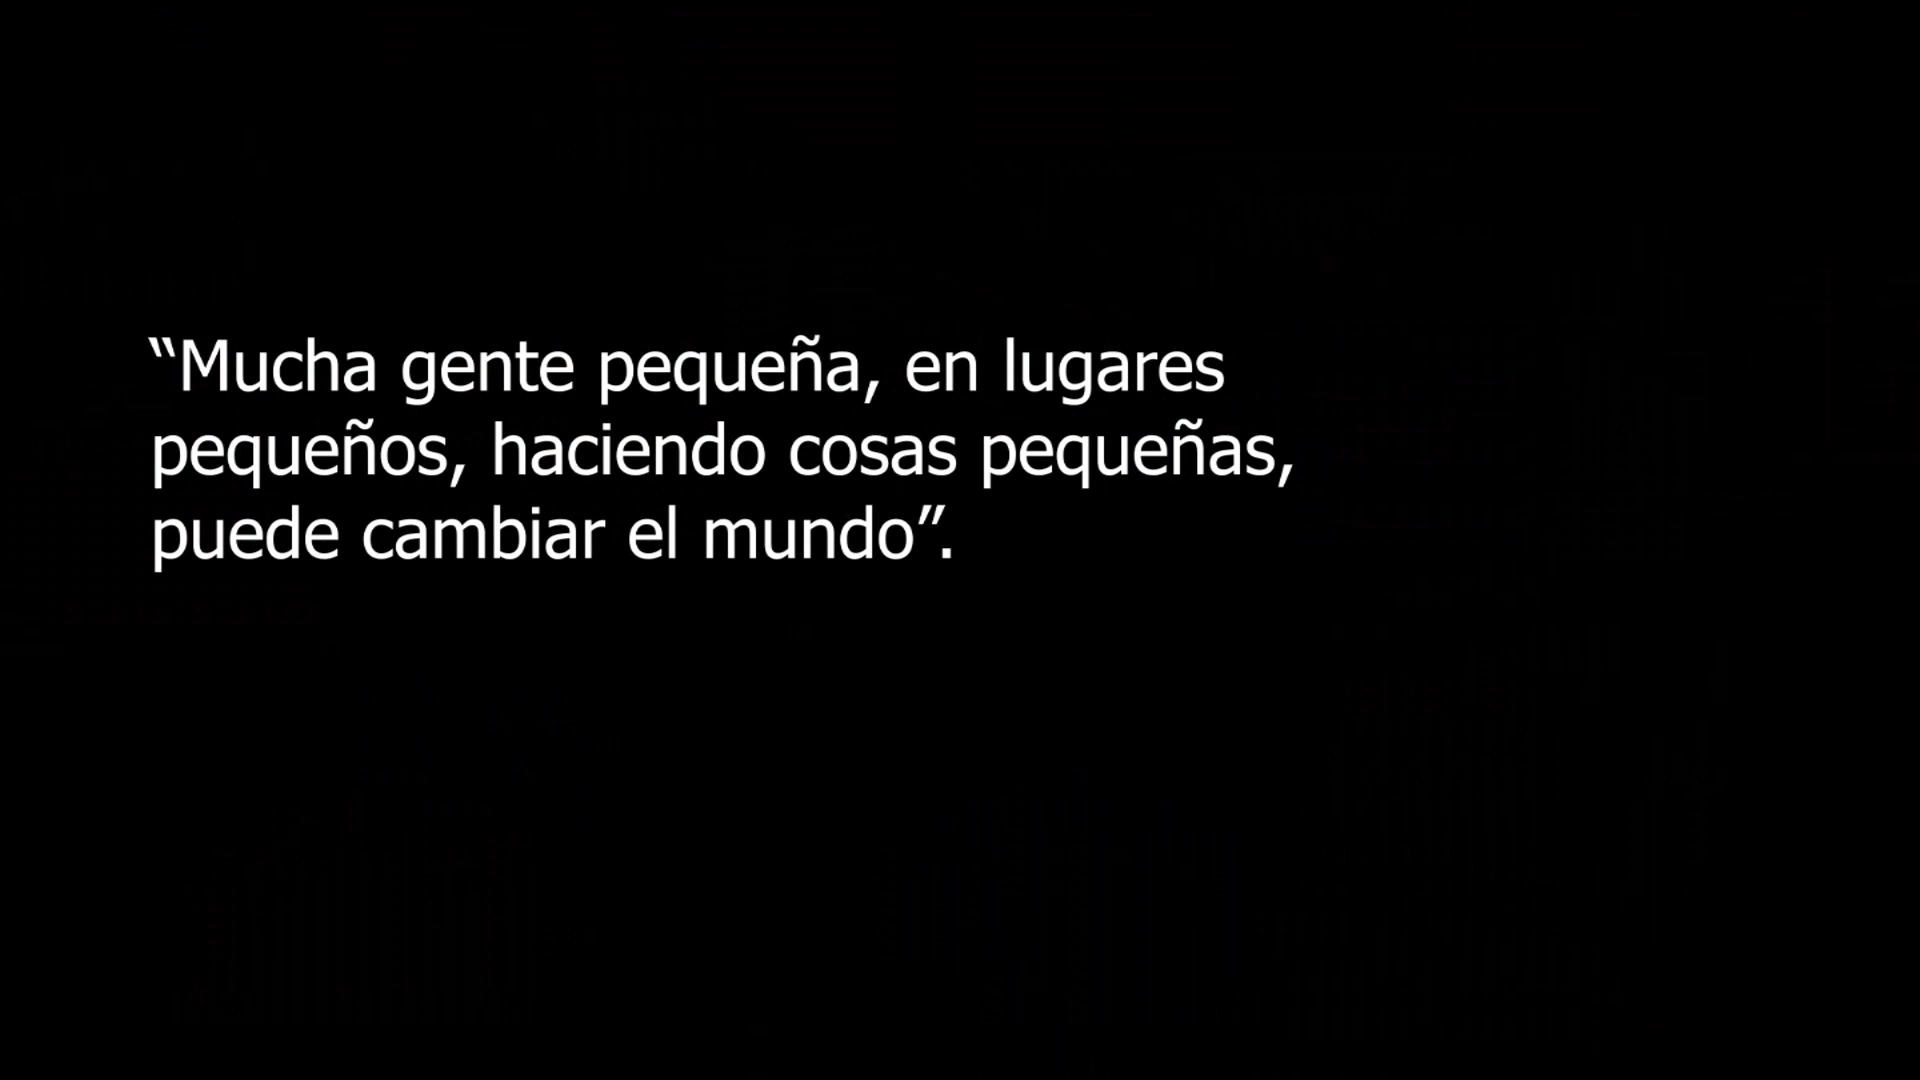 “Mucha gente pequeña, en lugares
pequeños, haciendo cosas pequeñas,
puede cambiar el mundo”.